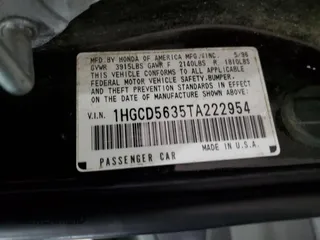 MFD.BY HONDA OF AMERICA MFG.,INC. 5/96
GVWR 3915LBS GAWR F 2140LBS R 1810LBS
THIS VEHICLE CONFORMS TO ALL APPLICABLE
FEDERAL MOTOR VEHICLE SAFETY,BUMPER,
AND THEFT PREVENTION STANDARDS IN EFFECT
ON THE DATE OF MANUFACTURE SHOWN ABOVE.
V.I.N. 1HGCD5635TA222954
PASSENGER CAR MADE IN U.S.A.